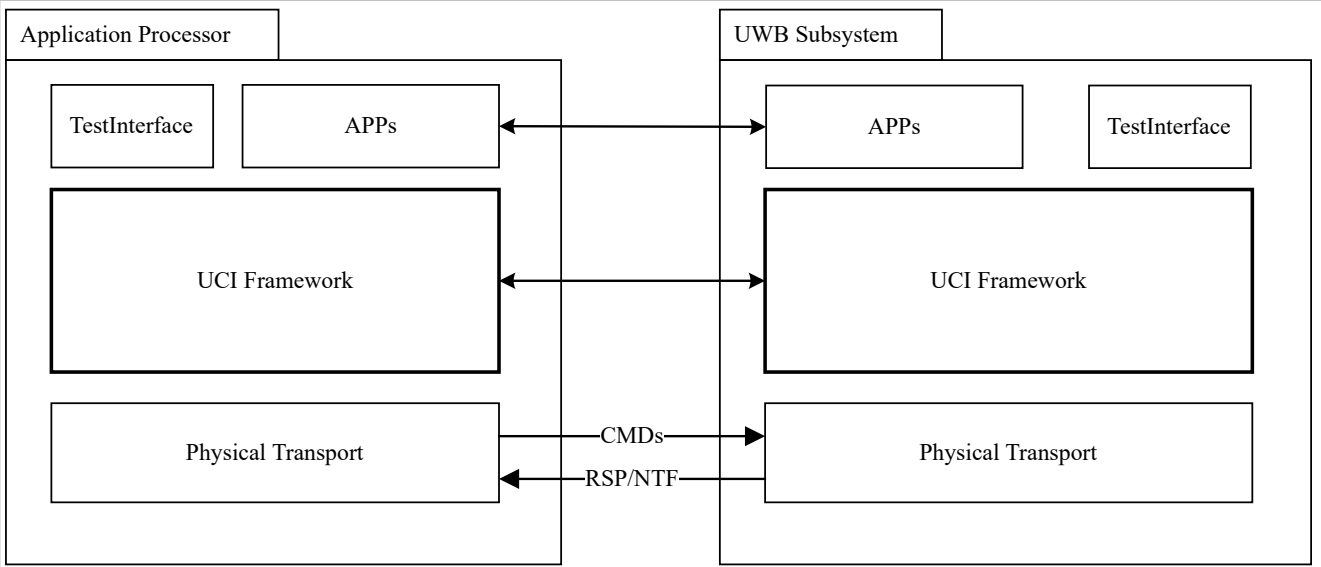 Application Processor
UWB Subsystem
TestInterface
APPs
APPs
TestInterface
UCI Framework
UCI Framework
Physical Transport
CMDs
RSP/NTF
Physical Transport